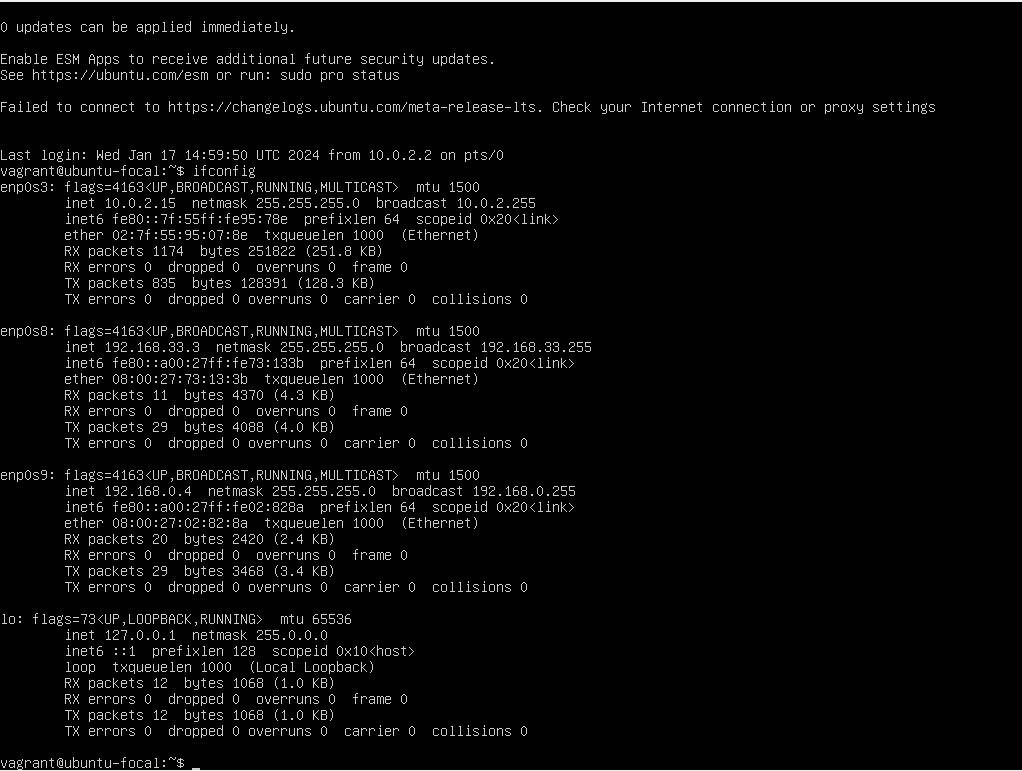 0 updates can be applied immediately.
Enable ESM Apps to receive additional future security updates.
See https://ubuntu.com/esm or run: sudo pro status
Failed to connect to https://changelogs.ubuntu.com/meta-release-lts. Check your Internet connection or proxy settings
Last login: Wed Jan 17 14:59:50 UTC 2024 from 10.0.2.2 on pts/0
vagrant@ubuntu-focal:~$ ifconfig
enp0s3: flags=4163<UP,BROADCAST,RUNNING,MULTICAST>  mtu 1500
        inet 10.0.2.15  netmask 255.255.255.0  broadcast 10.0.2.255
        inet6 fe80::7f:55ff:fe95:78e  prefixlen 64  scopeid 0x20<link>
        ether 02:7f:55:95:07:8e  txqueuelen 1000  (Ethernet)
        RX packets 1174  bytes 251822 (251.8 KB)
        RX errors 0  dropped 0  overruns 0  frame 0
        TX packets 835  bytes 128391 (128.3 KB)
        TX errors 0  dropped 0 overruns 0  carrier 0  collisions 0
enp0s8: flags=4163<UP,BROADCAST,RUNNING,MULTICAST>  mtu 1500
        inet 192.168.33.3  netmask 255.255.255.0  broadcast 192.168.33.255
        inet6 fe80::a00:27ff:fe73:133b  prefixlen 64  scopeid 0x20<link>
        ether 08:00:27:73:13:3b  txqueuelen 1000  (Ethernet)
        RX packets 11  bytes 4370 (4.3 KB)
        RX errors 0  dropped 0  overruns 0  frame 0
        TX packets 29  bytes 4088 (4.0 KB)
        TX errors 0  dropped 0 overruns 0  carrier 0  collisions 0
enp0s9: flags=4163<UP,BROADCAST,RUNNING,MULTICAST>  mtu 1500
        inet 192.168.0.4  netmask 255.255.255.0  broadcast 192.168.0.255
        inet6 fe80::a00:27ff:fe02:828a  prefixlen 64  scopeid 0x20<link>
        ether 08:00:27:02:82:8a  txqueuelen 1000  (Ethernet)
        RX packets 20  bytes 2420 (2.4 KB)
        RX errors 0  dropped 0  overruns 0  frame 0
        TX packets 29  bytes 3468 (3.4 KB)
        TX errors 0  dropped 0 overruns 0  carrier 0  collisions 0
lo: flags=73<UP,LOOPBACK,RUNNING>  mtu 65536
        inet 127.0.0.1  netmask 255.0.0.0
        inet6 ::1  prefixlen 128  scopeid 0x10<host>
        loop  txqueuelen 1000  (Local Loopback)
        RX packets 12  bytes 1068 (1.0 KB)
        RX errors 0  dropped 0  overruns 0  frame 0
        TX packets 12  bytes 1068 (1.0 KB)
        TX errors 0  dropped 0 overruns 0  carrier 0  collisions 0
vagrant@ubuntu-focal:~$ _